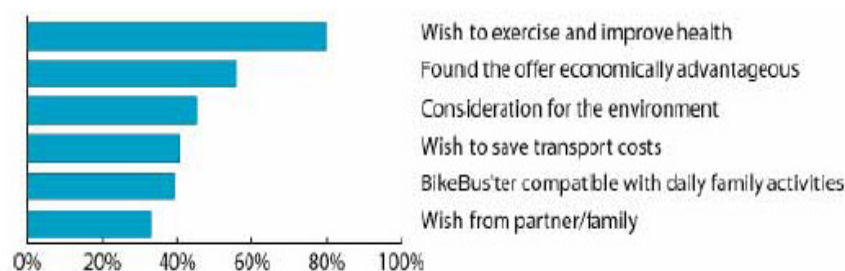 Wish to exercise and improve health
Found the offer economically advantageous
Consideration for the environment
Wish to save transport costs
BikeBus'ter compatible with daily family activities
Wish from partner/family
0% 20% 40% 60% 80% 100%